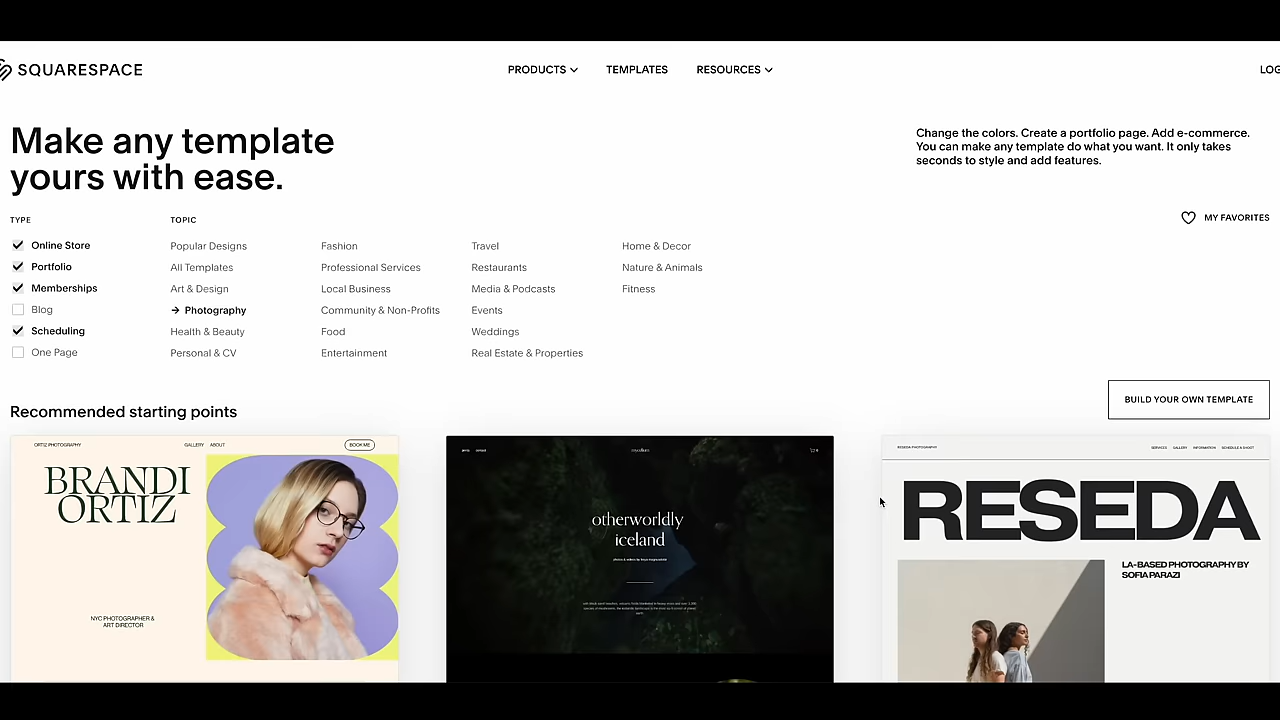 SQUARESPACE
PRODUCTS
TEMPLATES
RESOURCES
LOG
Make any template
yours with ease.
Change the colors. Create a portfolio page. Add e-commerce.
You can make any template do what you want. It only takes
seconds to style and add features.
MY FAVORITES
TYPE
Online Store
Portfolio
Memberships
Blog
Scheduling
One Page
TOPIC
Popular Designs
All Templates
Art & Design
→ Photography
Health & Beauty
Personal & CV
Fashion
Professional Services
Local Business
Community & Non-Profits
Food
Entertainment
Travel
Restaurants
Media & Podcasts
Events
Weddings
Real Estate & Properties
Home & Decor
Nature & Animals
Fitness
BUILD YOUR OWN TEMPLATE
Recommended starting points
ORTIZ PHOTOGRAPHY
GALLERY ABOUT
BOOK ME
BRANDI
ORTIZ
NYC PHOTOGRAPHER &
ART DIRECTOR
otherworldly
iceland
RESEDA PHOTOGRAPHY
SERVICES GALLERY INFORMATION SCHEDULE A SHOOT
RESEDA
LA-BASED PHOTOGRAPHY BY
SOFIA PARAZI